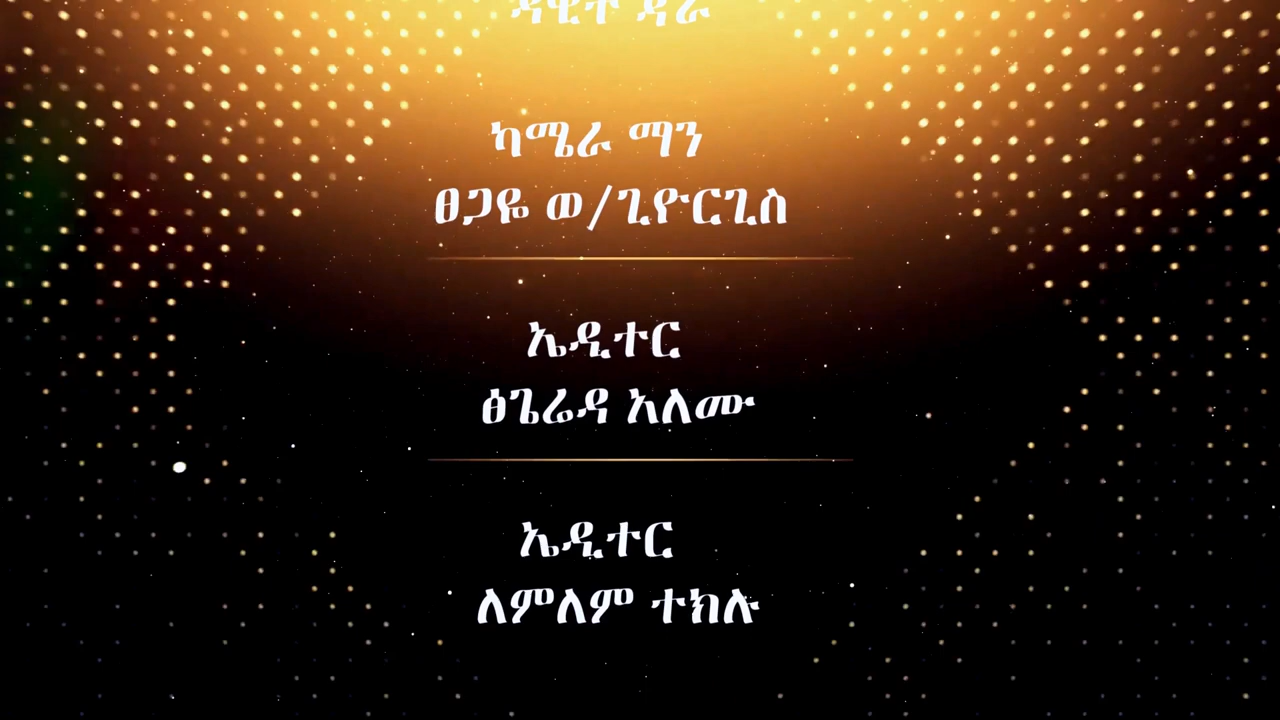 ካሜራ ማን
ፀጋዬ ወ/ጊዮርጊስ
ኤዲተር
ፅጌሬዳ አለሙ
ኤዲተር
ለምለም ተክሉ